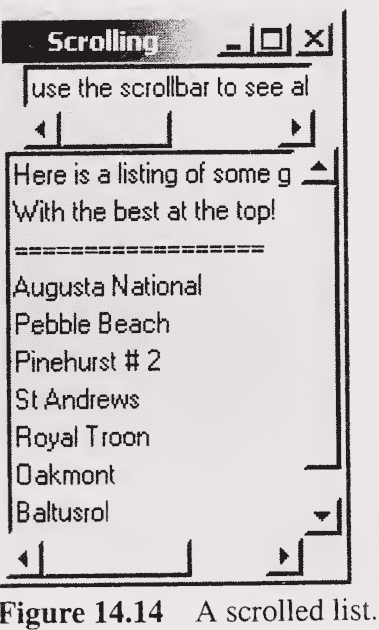 Scrolling
use the scrollbar to see al
Here is a listing of some g
With the best at the top!
==================
Augusta National
Pebble Beach
Pinehurst # 2
St Andrews
Royal Troon
Oakmont
Baltusrol
Figure 14.14 A scrolled list.